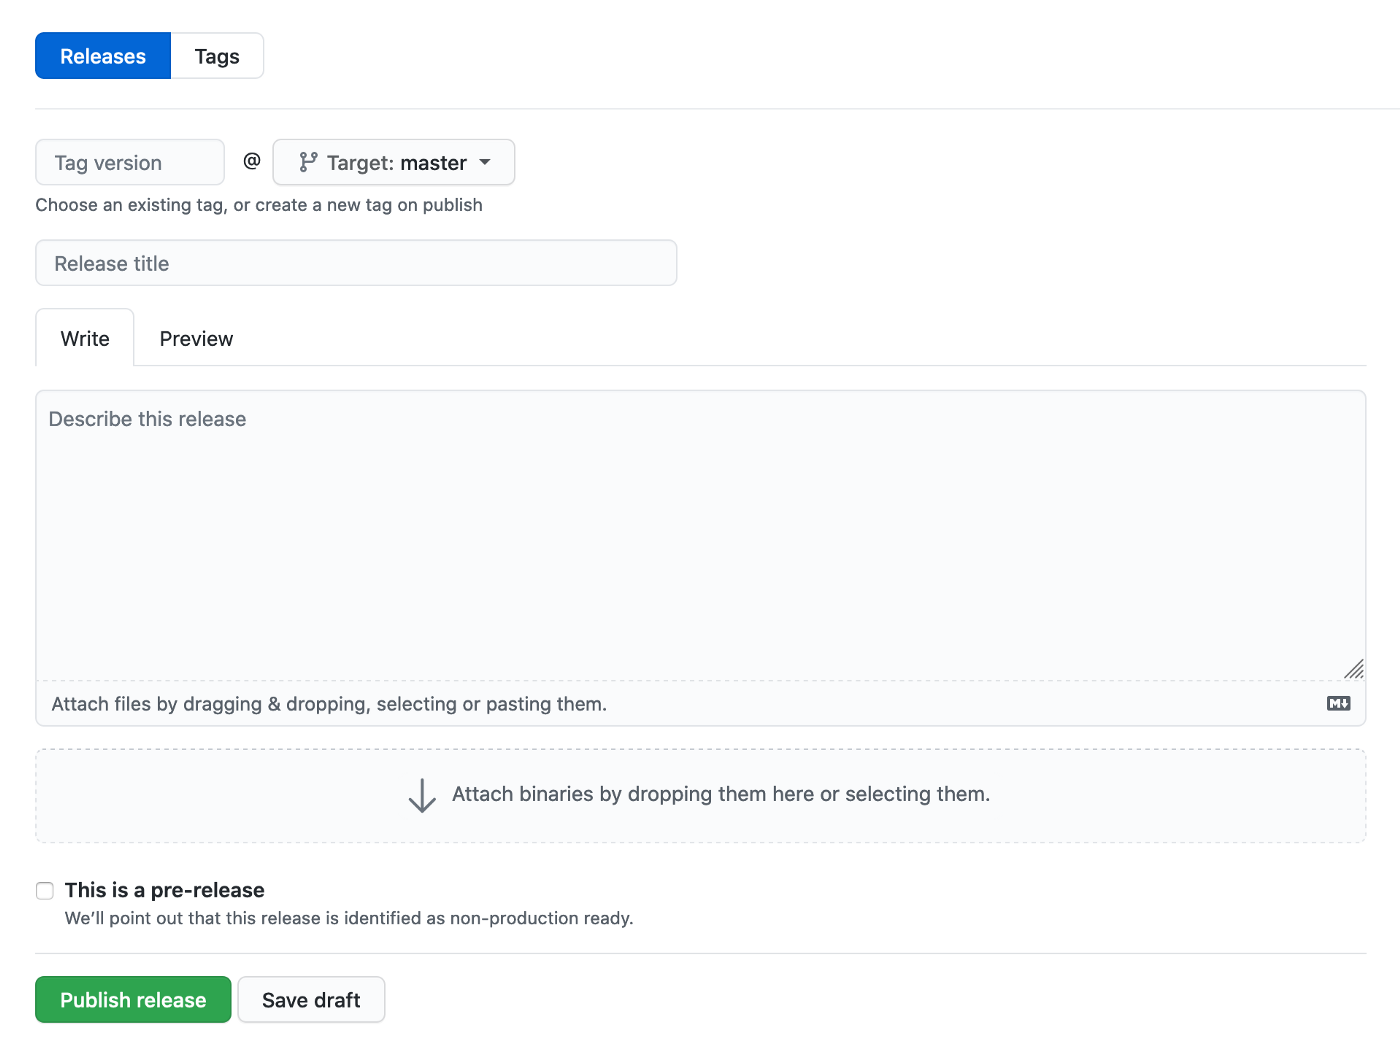 Releases Tags
Tag version @ Target: master
Choose an existing tag, or create a new tag on publish
Release title
Write Preview
Describe this release
Attach files by dragging & dropping, selecting or pasting them. M
Attach binaries by dropping them here or selecting them.
This is a pre-release
We’ll point out that this release is identified as non-production ready.
Publish release Save draft